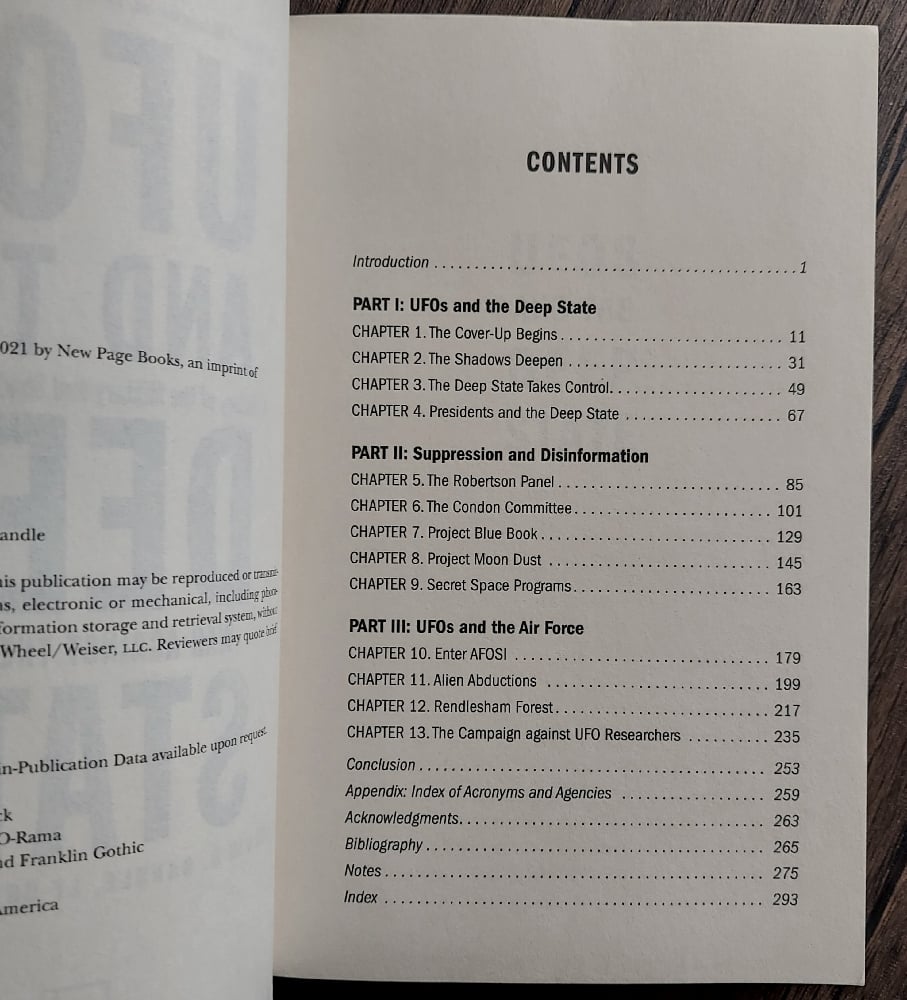 021 by New Page Books, an imprint of
andle
is publication may be reproduced or
s, electronic or mechanical, including
formation storage and retrieval system, without
Wheel/Weiser, LLC. Reviewers may quote brief
n-Publication Data available upon request.
k
O-Rama
nd Franklin Gothic
America
CONTENTS
Introduction 1
PART I: UFOs and the Deep State
CHAPTER 1. The Cover-Up Begins 11
CHAPTER 2. The Shadows Deepen 31
CHAPTER 3. The Deep State Takes Control 49
CHAPTER 4. Presidents and the Deep State 67
PART II: Suppression and Disinformation
CHAPTER 5. The Robertson Panel 85
CHAPTER 6. The Condon Committee 101
CHAPTER 7. Project Blue Book 129
CHAPTER 8. Project Moon Dust 145
CHAPTER 9. Secret Space Programs 163
PART III: UFOs and the Air Force
CHAPTER 10. Enter AFOSI 179
CHAPTER 11. Alien Abductions 199
CHAPTER 12. Rendlesham Forest 217
CHAPTER 13. The Campaign against UFO Researchers 235
Conclusion 253
Appendix: Index of Acronyms and Agencies 259
Acknowledgments 263
Bibliography 265
Notes 275
Index 293